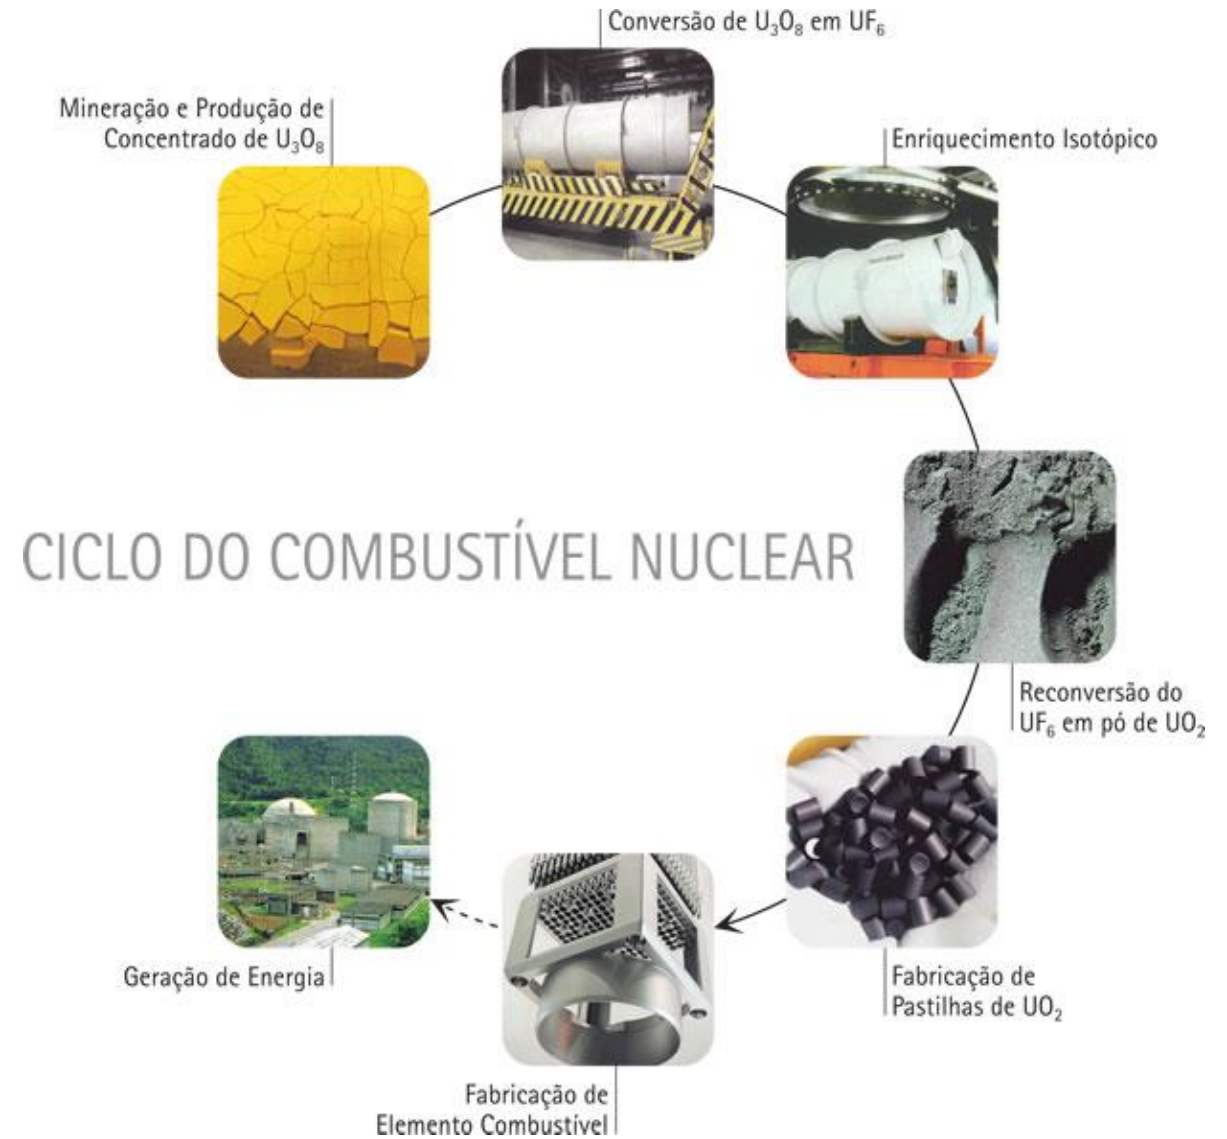 Conversão de U₃O₈ em UF₆
Mineração e Produção de
Concentrado de U₃O₈
Enriquecimento Isotópico
CICLO DO COMBUSTÍVEL NUCLEAR
Reconversão do
UF₆ em pó de UO₂
Geração de Energia
Fabricação de
Pastilhas de UO₂
Fabricação de
Elemento Combustível